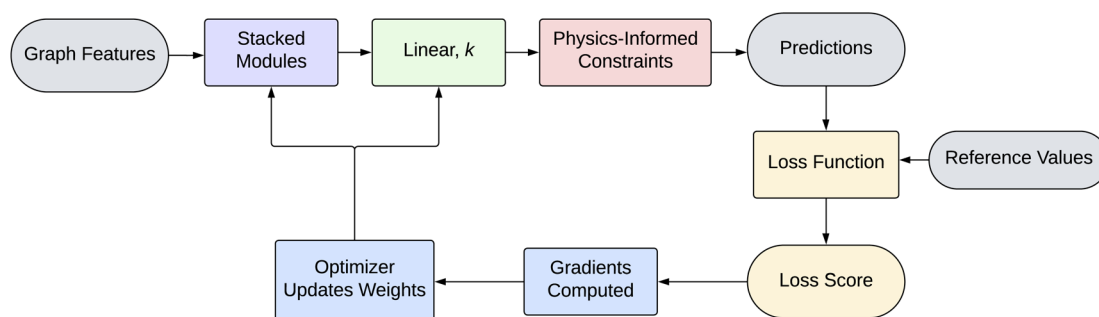 Graph Features
Stacked
Modules
Linear, k
Physics-Informed
Constraints
Predictions
Loss Function
Reference Values
Loss Score
Gradients
Computed
Optimizer
Updates Weights